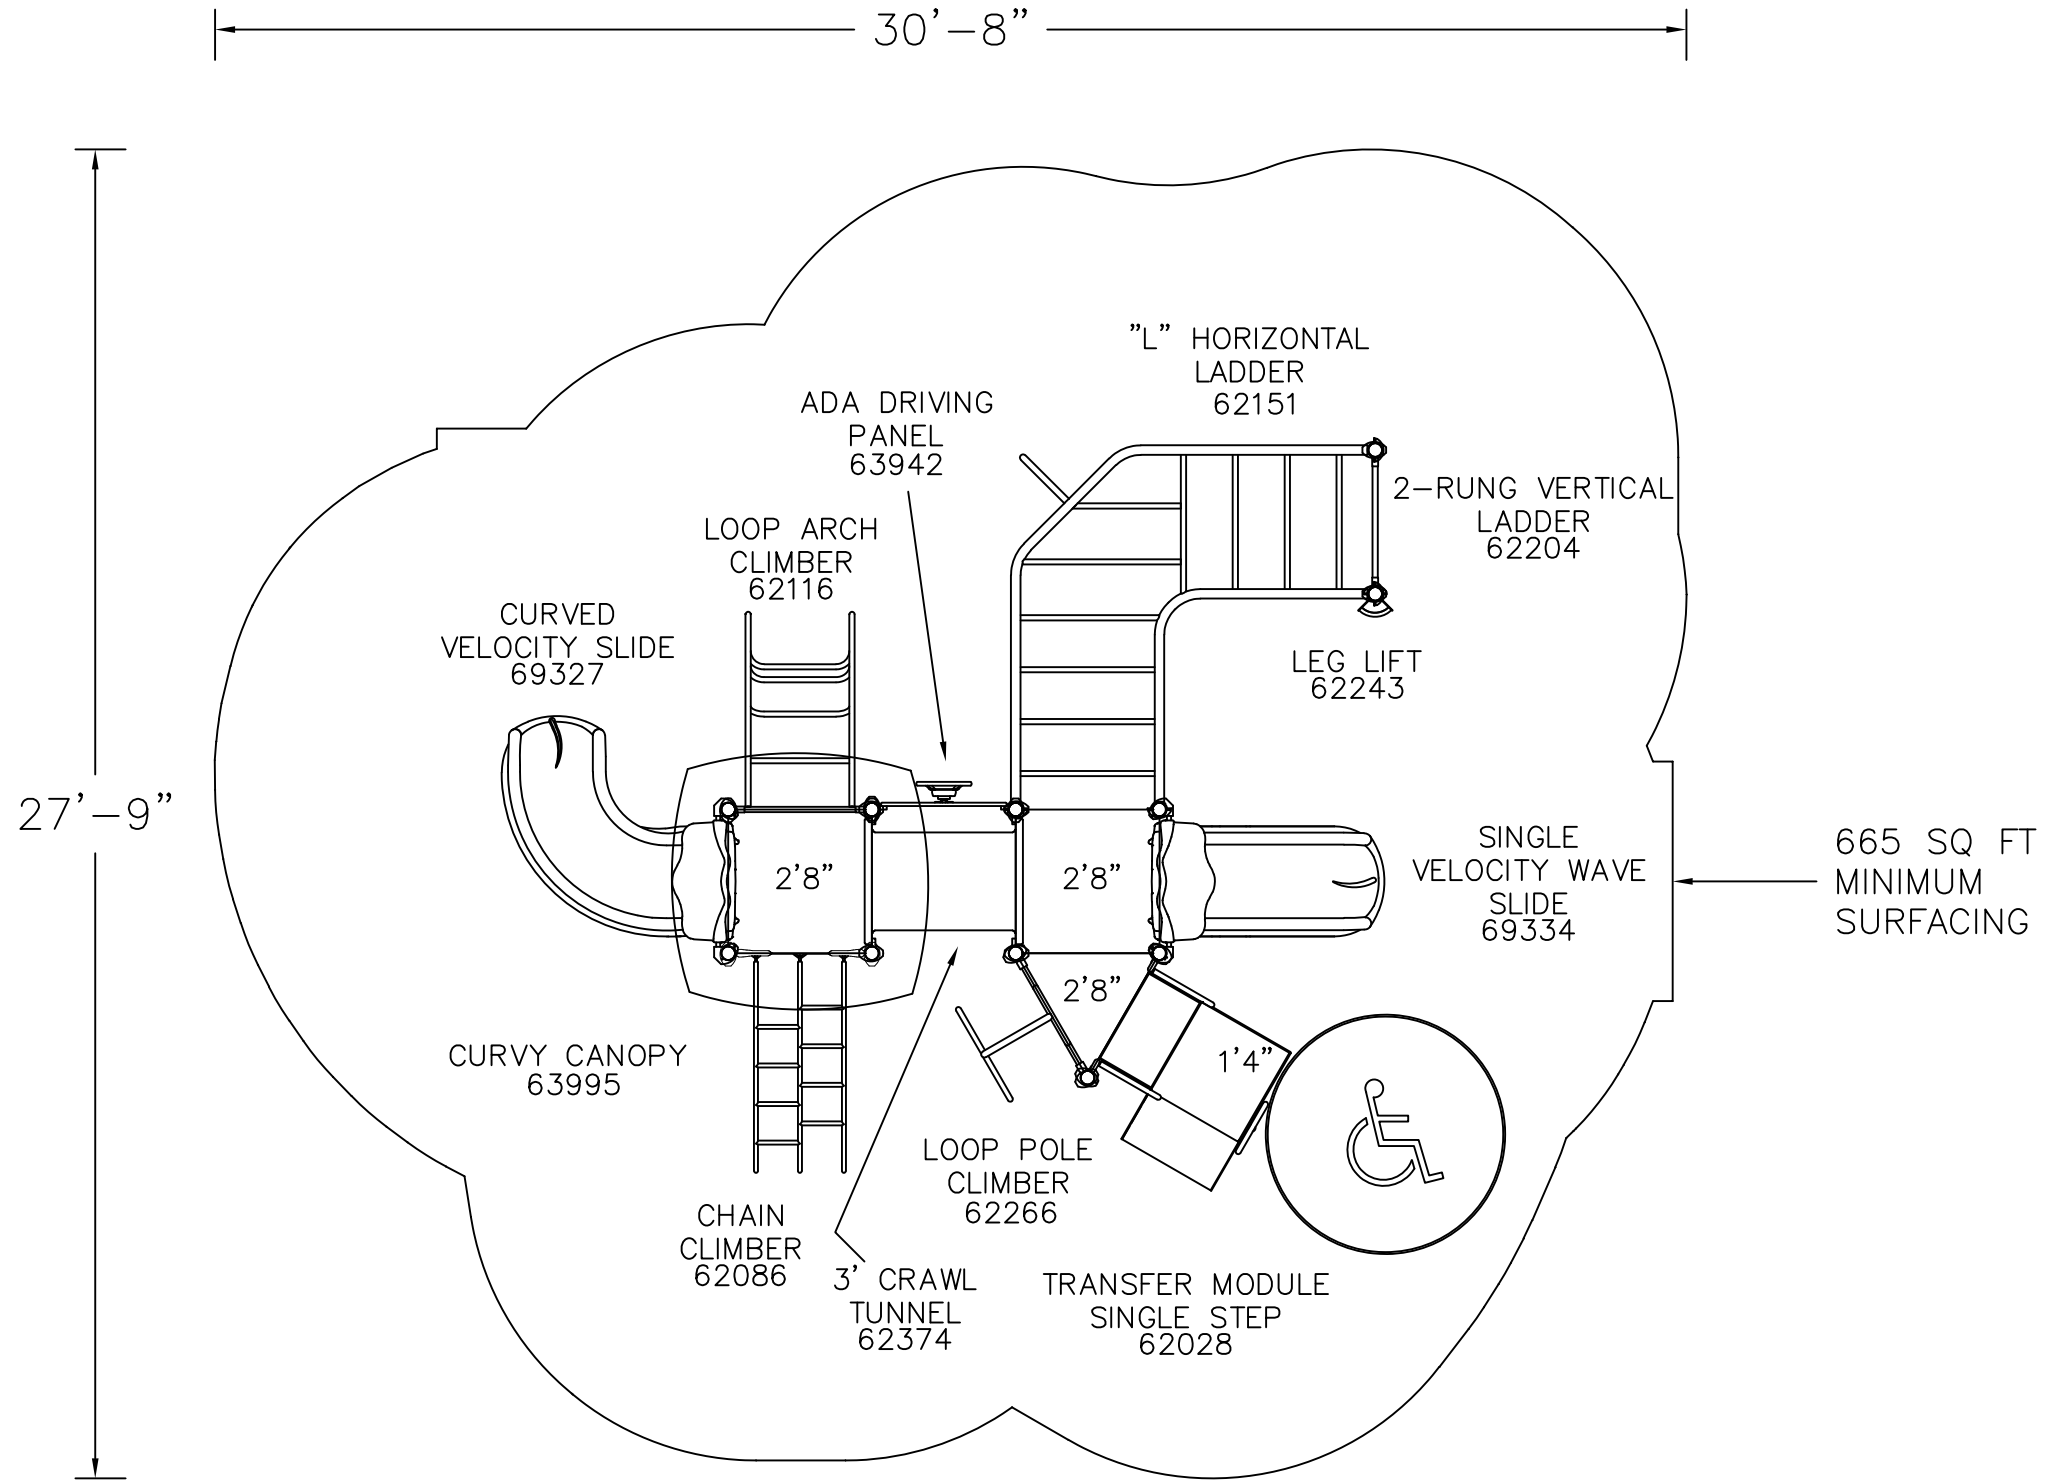 30'-8"
27'-9"
"L" HORIZONTAL
LADDER
62151
ADA DRIVING
PANEL
63942
2-RUNG VERTICAL
LADDER
62204
LOOP ARCH
CLIMBER
62116
CURVED
VELOCITY SLIDE
69327
LEG LIFT
62243
SINGLE
VELOCITY WAVE
SLIDE
69334
665 SQ FT
MINIMUM
SURFACING
2'8"
2'8"
2'8"
1'4"
CURVY CANOPY
63995
LOOP POLE
CLIMBER
62266
CHAIN
CLIMBER
62086
3' CRAWL
TUNNEL
62374
TRANSFER MODULE
SINGLE STEP
62028